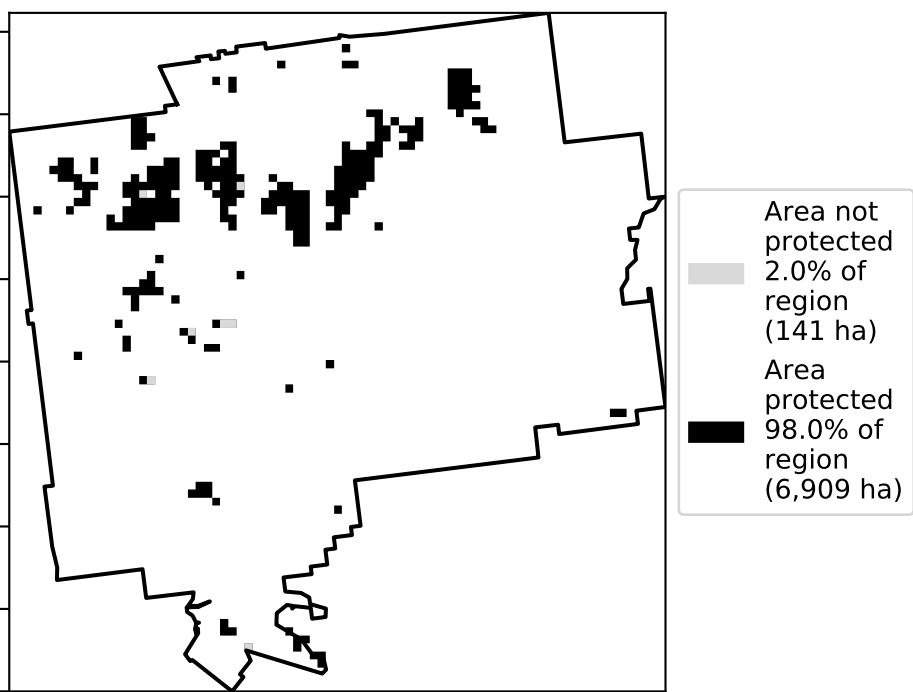 Area not
protected
2.0% of
region
(141 ha)
Area
protected
98.0% of
region
(6,909 ha)